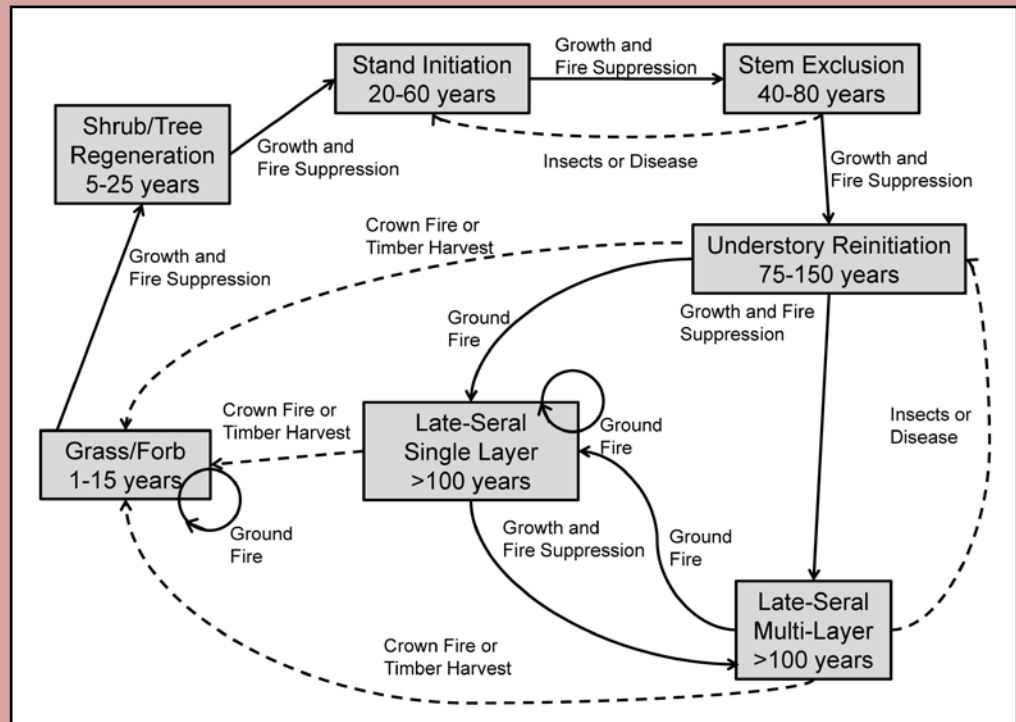 Stand Initiation
20-60 years
Growth and
Fire Suppression
Stem Exclusion
40-80 years
Shrub/Tree
Regeneration
5-25 years
Growth and
Fire Suppression
Insects or Disease
Growth and
Fire Suppression
Crown Fire or
Timber Harvest
Understory Reinitiation
75-150 years
Growth and
Fire Suppression
Ground
Fire
Growth and Fire
Suppression
Crown Fire or
Timber Harvest
Late-Seral
Single Layer
>100 years
Ground
Fire
Insects or
Disease
Grass/Forb
1-15 years
Ground
Fire
Growth and
Fire Suppression
Ground
Fire
Late-Seral
Multi-Layer
>100 years
Crown Fire or
Timber Harvest